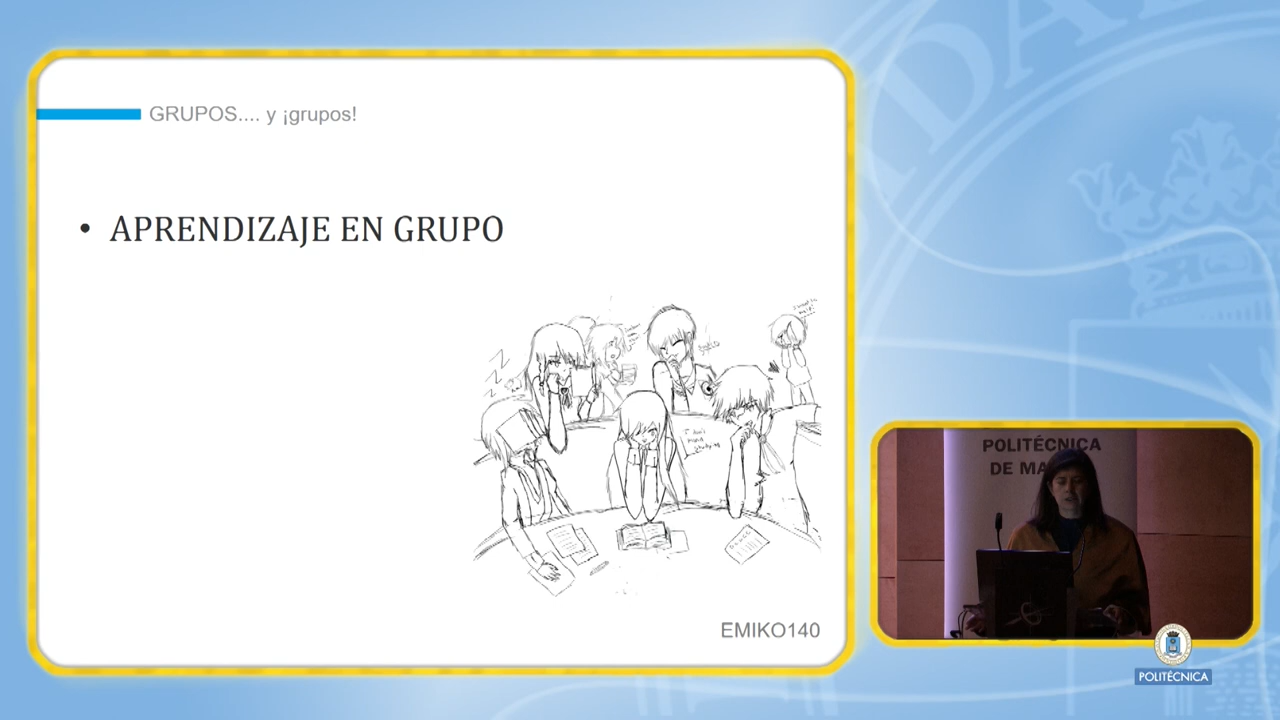 GRUPOS.... y ¡grupos!
• APRENDIZAJE EN GRUPO
EMIKO140
POLITÉCNICA
DE MA
POLITÉCNICA